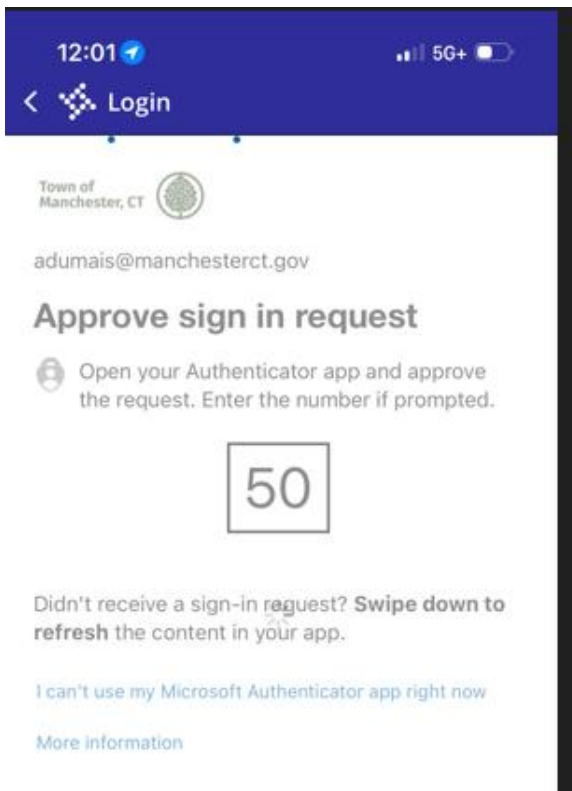 12:01
5G+
Login
Town of
Manchester, CT
adumais@manchesterct.gov
Approve sign in request
Open your Authenticator app and approve
the request. Enter the number if prompted.
50
Didn't receive a sign-in request? Swipe down to
refresh the content in your app.
I can't use my Microsoft Authenticator app right now
More information